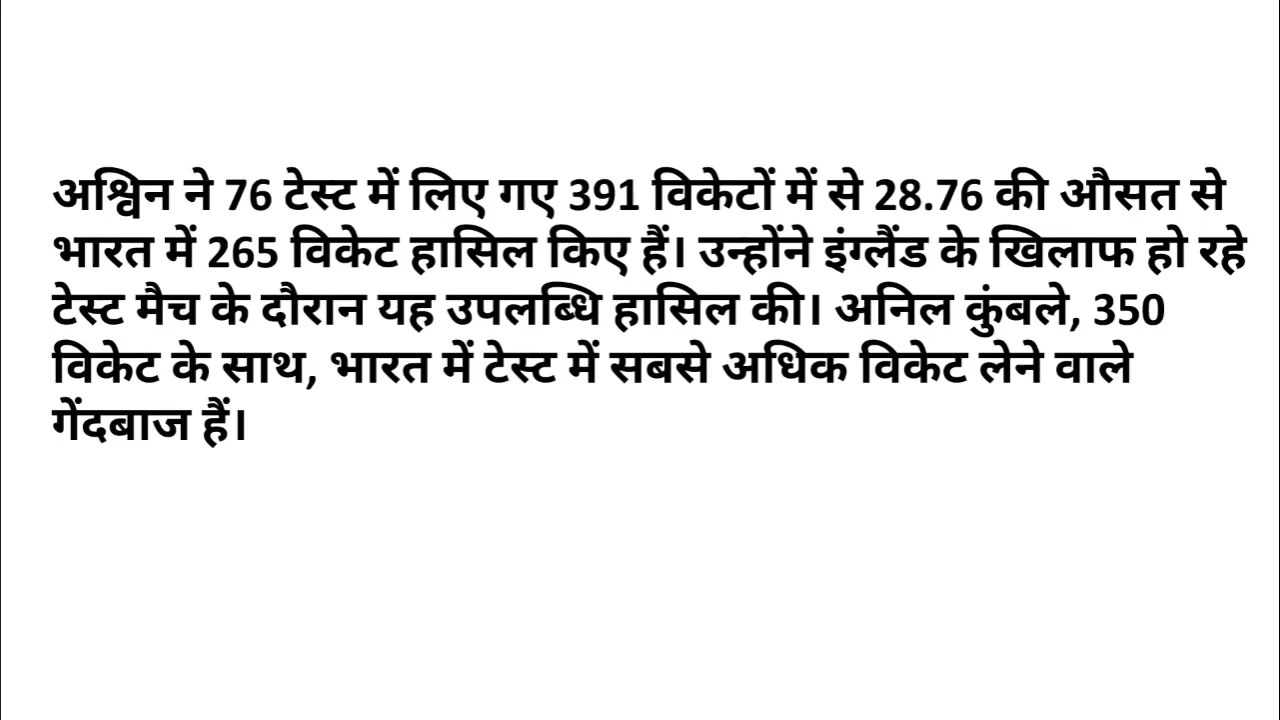 अश्विन ने 76 टेस्ट में लिए गए 391 विकेटों में से 28.76 की औसत से
भारत में 265 विकेट हासिल किए हैं। उन्होंने इंग्लैंड के खिलाफ हो रहे
टेस्ट मैच के दौरान यह उपलब्धि हासिल की। अनिल कुंबले, 350
विकेट के साथ, भारत में टेस्ट में सबसे अधिक विकेट लेने वाले
गेंदबाज हैं।